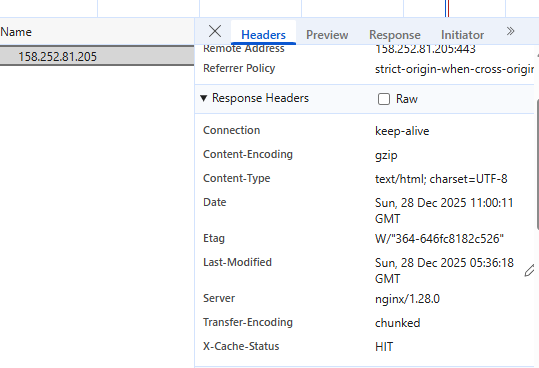 Name
158.252.81.205
Headers Preview Response Initiator »
Remote Address 158.252.81.205:443
Referrer Policy strict-origin-when-cross-origin
▼ Response Headers Raw
Connection keep-alive
Content-Encoding gzip
Content-Type text/html; charset=UTF-8
Date Sun, 28 Dec 2025 11:00:11
GMT
Etag W/"364-646fc8182c526"
Last-Modified Sun, 28 Dec 2025 05:36:18
GMT
Server nginx/1.28.0
Transfer-Encoding chunked
X-Cache-Status HIT